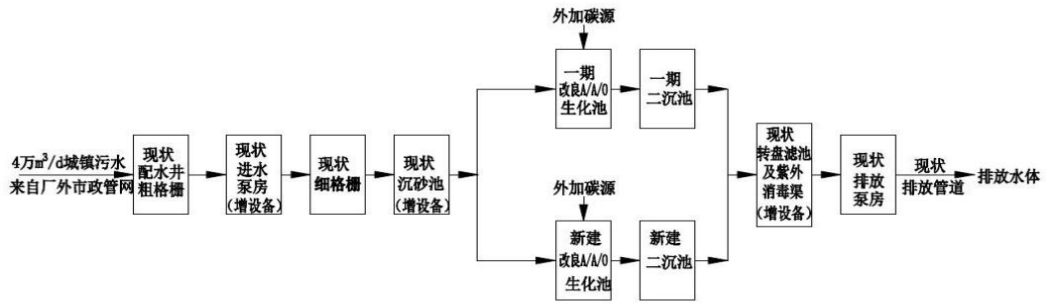 外加碳源
一期
改良A/A/O
生化池
一期
二沉池
4万m³/d城镇污水
来自厂外市政管网
现状
配水井
粗格栅
现状
进水
泵房
（增设备）
现状
细格栅
现状
沉砂池
（增设备）
现状
转盘滤池
及紫外
消毒渠
（增设备）
现状
排放
泵房
现状
排放管道
排放水体
外加碳源
新建
改良A/A/O
生化池
新建
二沉池